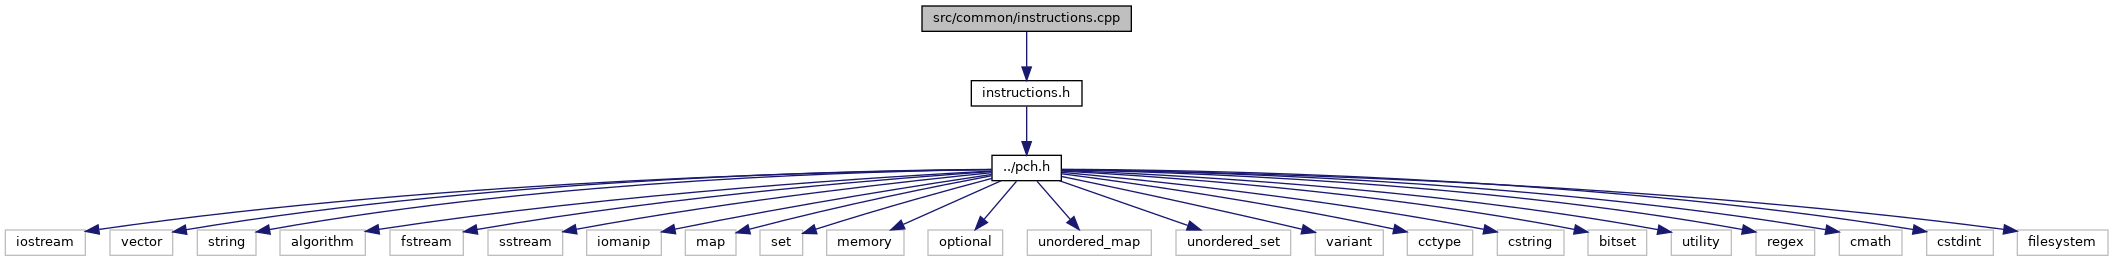 src/common/instructions.cpp
instructions.h
../pch.h
iostream
vector
string
algorithm
fstream
sstream
iomanip
map
set
memory
optional
unordered_map
unordered_set
variant
cctype
cstring
bitset
utility
regex
cmath
cstdint
filesystem